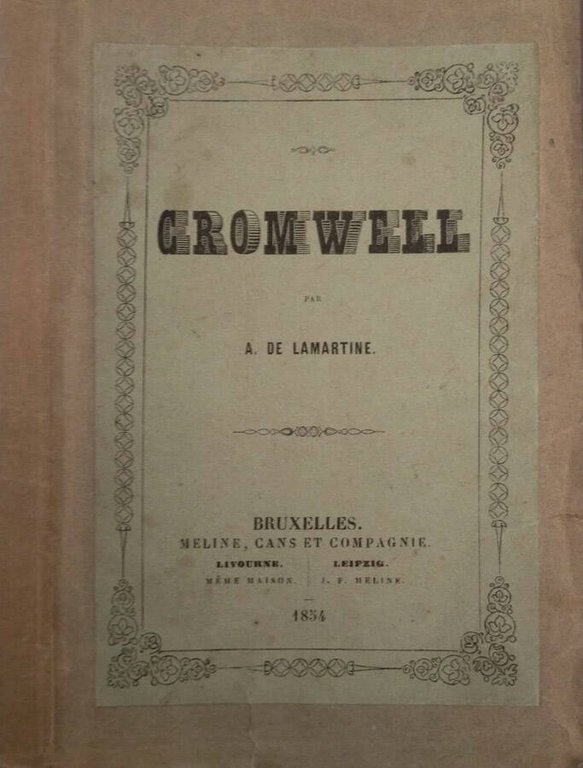 CROMWELL
PAR
A. DE LAMARTINE.
BRUXELLES.
MELINE, CANS ET COMPAGNIE.
LIVOURNE. LEIPZIG.
MÊME MAISON. J. P. MELINE.
1854